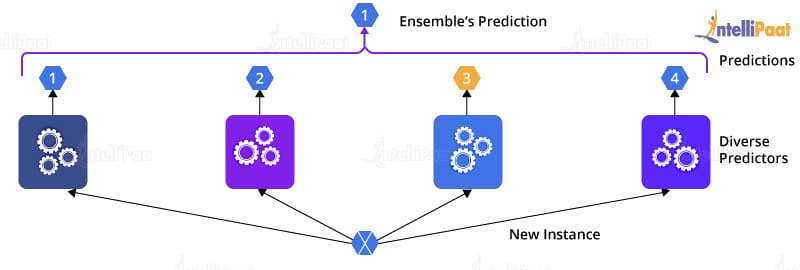 1
Ensemble's Prediction
INTElliPAAT
Predictions
1
2
3
4
Diverse
Predictors
X
New Instance